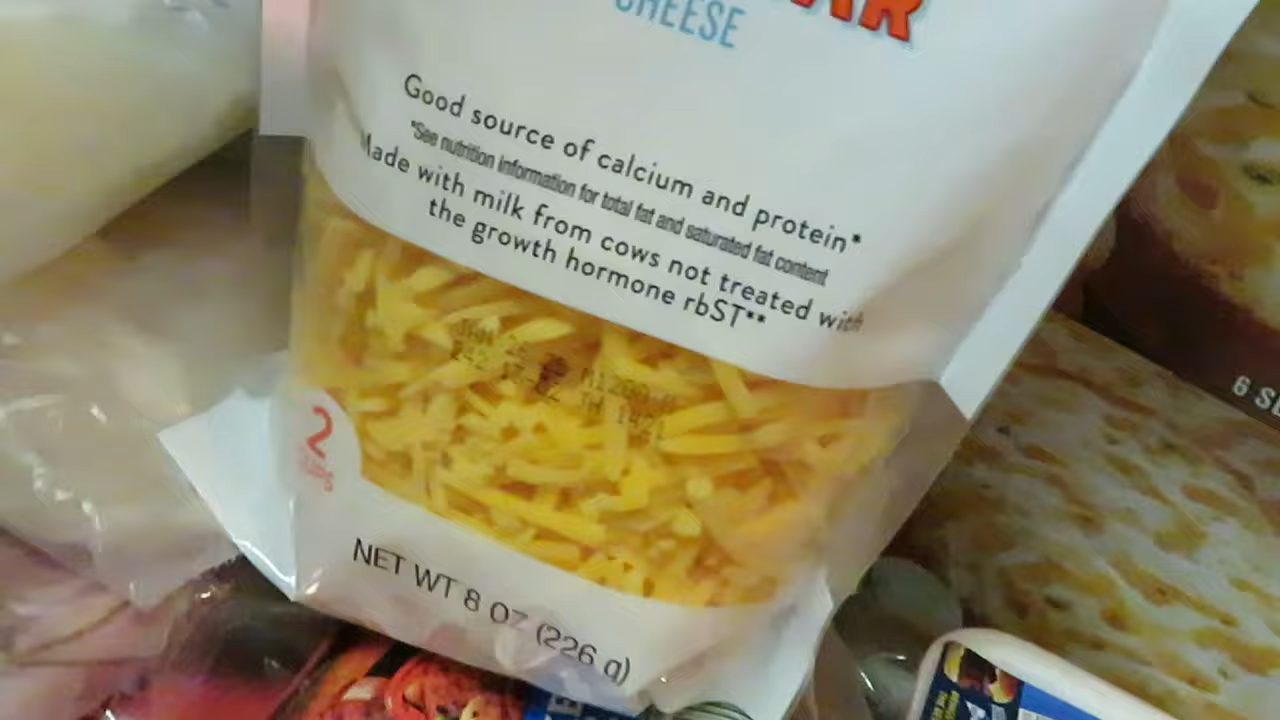 CHEESE
Good source of calcium and protein*
*See nutrition information for total fat and saturated fat content
Made with milk from cows not treated with
the growth hormone rbST**
NET WT 8 OZ (226 g)
6